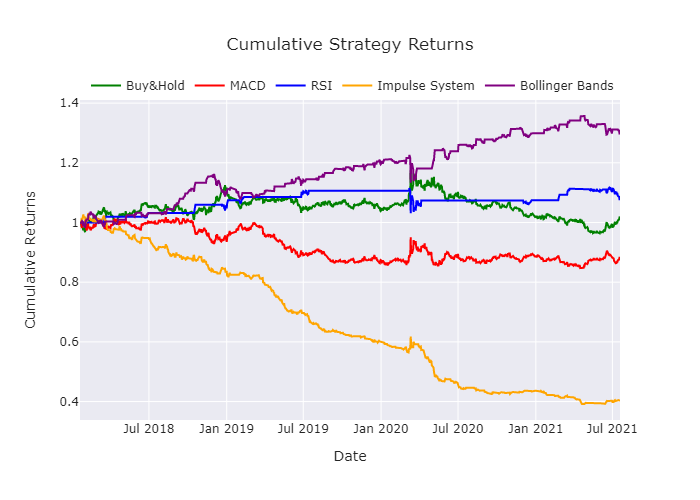 Cumulative Strategy Returns
Buy&Hold MACD RSI Impulse System Bollinger Bands
1.4
1.2
1
0.8
0.6
0.4
Cumulative Returns
Jul 2018 Jan 2019 Jul 2019 Jan 2020 Jul 2020 Jan 2021 Jul 2021
Date